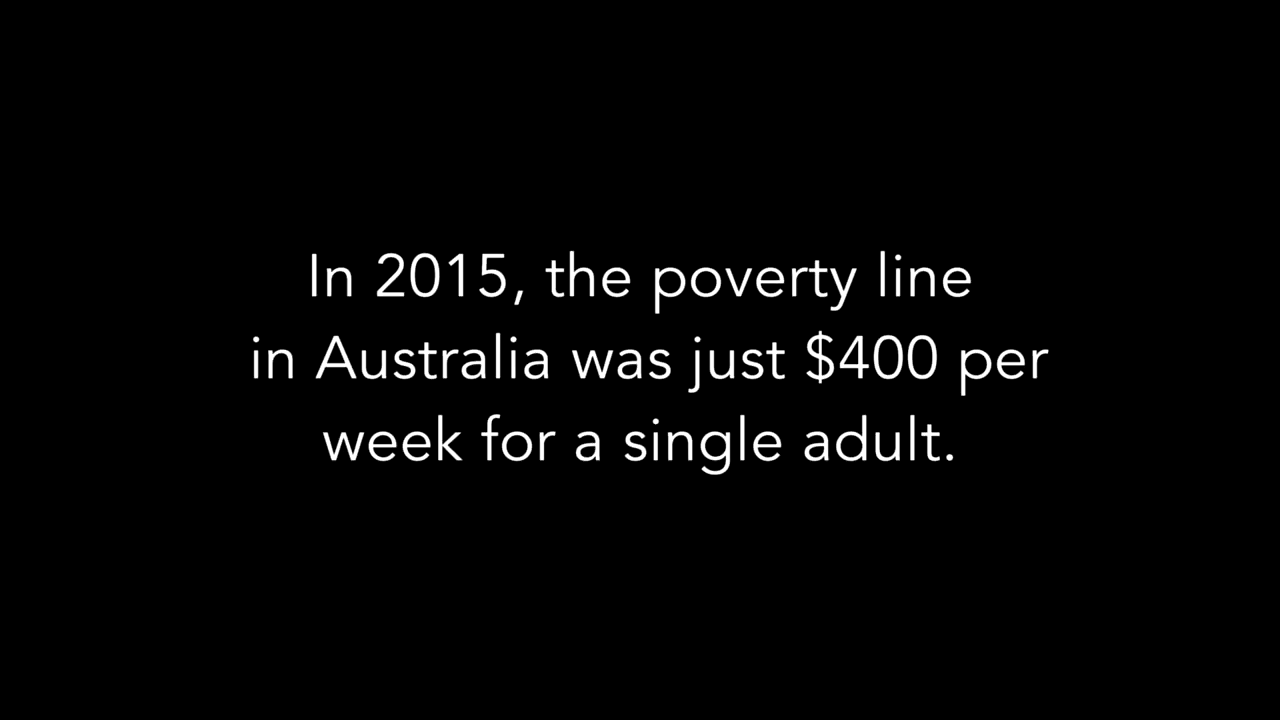 In 2015, the poverty line
in Australia was just $400 per
week for a single adult.